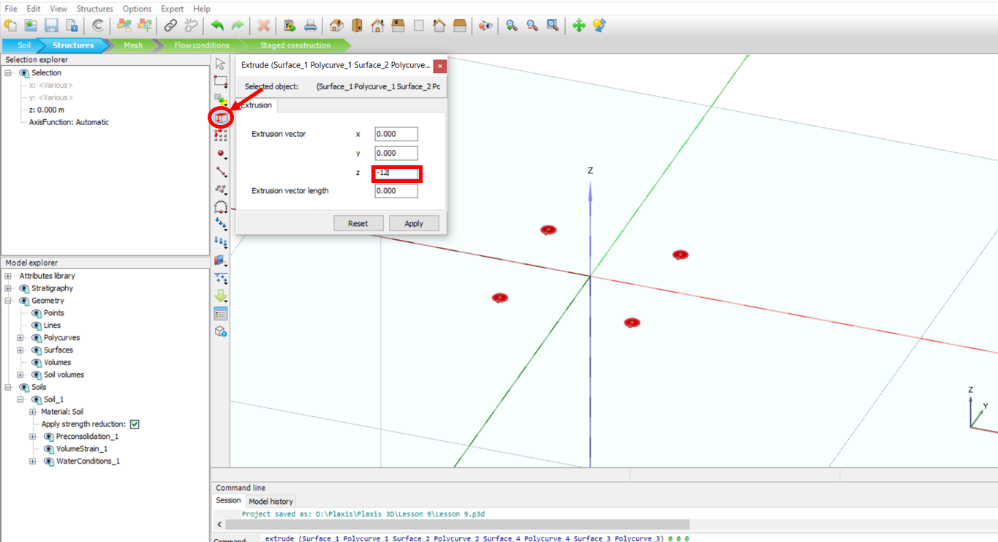 File Edit View Structures Options Expert Help
Soil Structures Mesh Flow conditions Staged construction
Selection explorer
Selection
x: <Various>
y: <Various>
z: 0.000 m
AxisFunction: Automatic
Extrude (Surface_1 Polycurve_1 Surface_2 Polycurve...
Selected object: (Surface_1 Polycurve_1 Surface_2 Pc
Extrusion
Extrusion vector x 0.000
y 0.000
z -12
Extrusion vector length 0.000
Reset Apply
Z
Model explorer
Attributes library
Stratigraphy
Geometry
Points
Lines
Polycurves
Surfaces
Volumes
Soil volumes
Soils
Soil_1
Material: Soil
Apply strength reduction:
Preconsolidation_1
VolumeStrain_1
WaterConditions_1
Z
Y
Command line
Session Model history
Project saved as: D:\Plaxis\Plaxis 3D\Lesson 9\Lesson 9.p3d
Command _extrude (Surface_1 Polycurve_1 Surface_2 Polycurve_2 Surface_4 Polycurve_4 Surface_3 Polycurve_3) 0 0 0